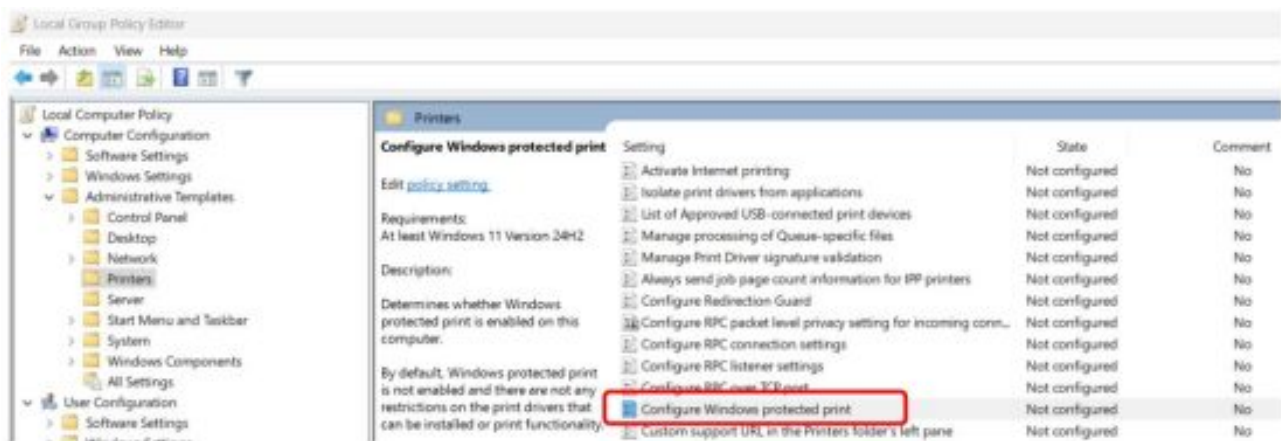 Local Group Policy Editor
File Action View Help
Local Computer Policy
Computer Configuration
Software Settings
Windows Settings
Administrative Templates
Control Panel
Desktop
Network
Printers
Server
Start Menu and Taskbar
System
Windows Components
All Settings
User Configuration
Software Settings
Windows Settings
Printers
Configure Windows protected print
Edit policy setting
Requirements:
At least Windows 11 Version 24H2
Description:
Determines whether Windows
protected print is enabled on this
computer.
By default, Windows protected print
is not enabled and there are not any
restrictions on the print drivers that
can be installed or print functionality.
Setting State Comment
Activate Internet printing Not configured No
Isolate print drivers from applications Not configured No
List of Approved USB-connected print devices Not configured No
Manage processing of Queue-specific files Not configured No
Manage Print Driver signature validation Not configured No
Always send job page count information for IPP printers Not configured No
Configure Redirection Guard Not configured No
Configure RPC packet level privacy setting for incoming conn... Not configured No
Configure RPC connection settings Not configured No
Configure RPC listener settings Not configured No
Configure RPC over TCP port Not configured No
Configure Windows protected print Not configured No
Custom support URL in the Printers folder's left pane Not configured No